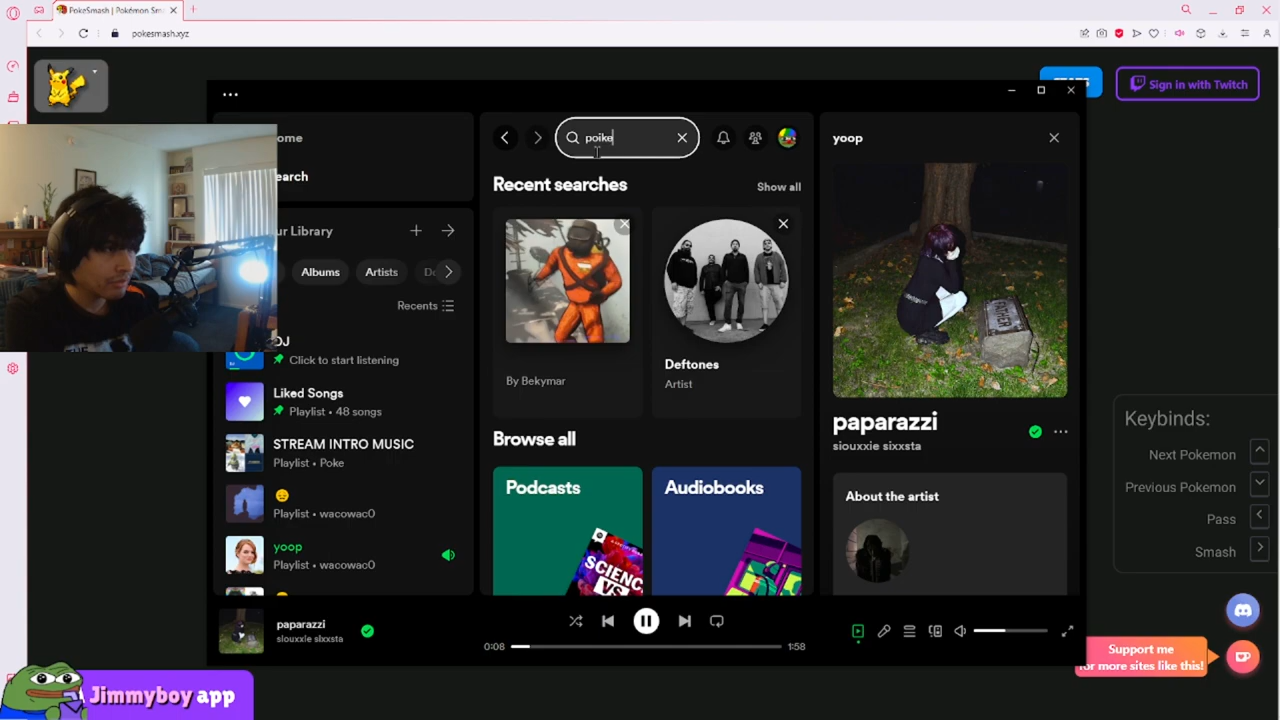 PokeSmash | Pokémon Sm
pokesmash.xyz
Sign in with Twitch
poike
ome
earch
Recent searches
Show all
yoop
ur Library
Albums
Artists
Recents
DJ
Click to start listening
Liked Songs
Playlist • 48 songs
STREAM INTRO MUSIC
Playlist • Poke
😔
Playlist • wacowac0
yoop
Playlist • wacowac0
By Bekymar
Deftones
Artist
Browse all
Podcasts
Audiobooks
SCIENC
VS
FATHER
paparazzi
siouxxie sixxsta
About the artist
Keybinds:
Next Pokemon
Previous Pokemon
Pass
Smash
paparazzi
siouxxie sixxsta
0:08
1:58
Support me
for more sites like this!
Jimmyboy app